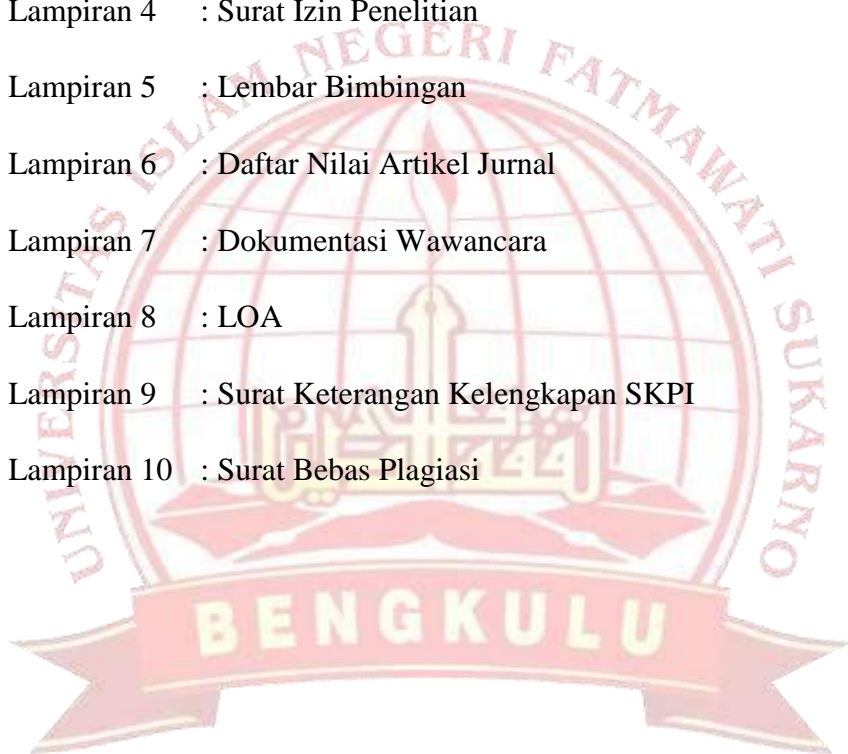 Lampiran 4 : Surat Izin Penelitian
Lampiran 5 : Lembar Bimbingan
Lampiran 6 : Daftar Nilai Artikel Jurnal
Lampiran 7 : Dokumentasi Wawancara
Lampiran 8 : LOA
Lampiran 9 : Surat Keterangan Kelengkapan SKPI
Lampiran 10 : Surat Bebas Plagiasi
UNIVERSITAS ISLAM NEGERI FATMAWATI SUKARNO
BENGKULU